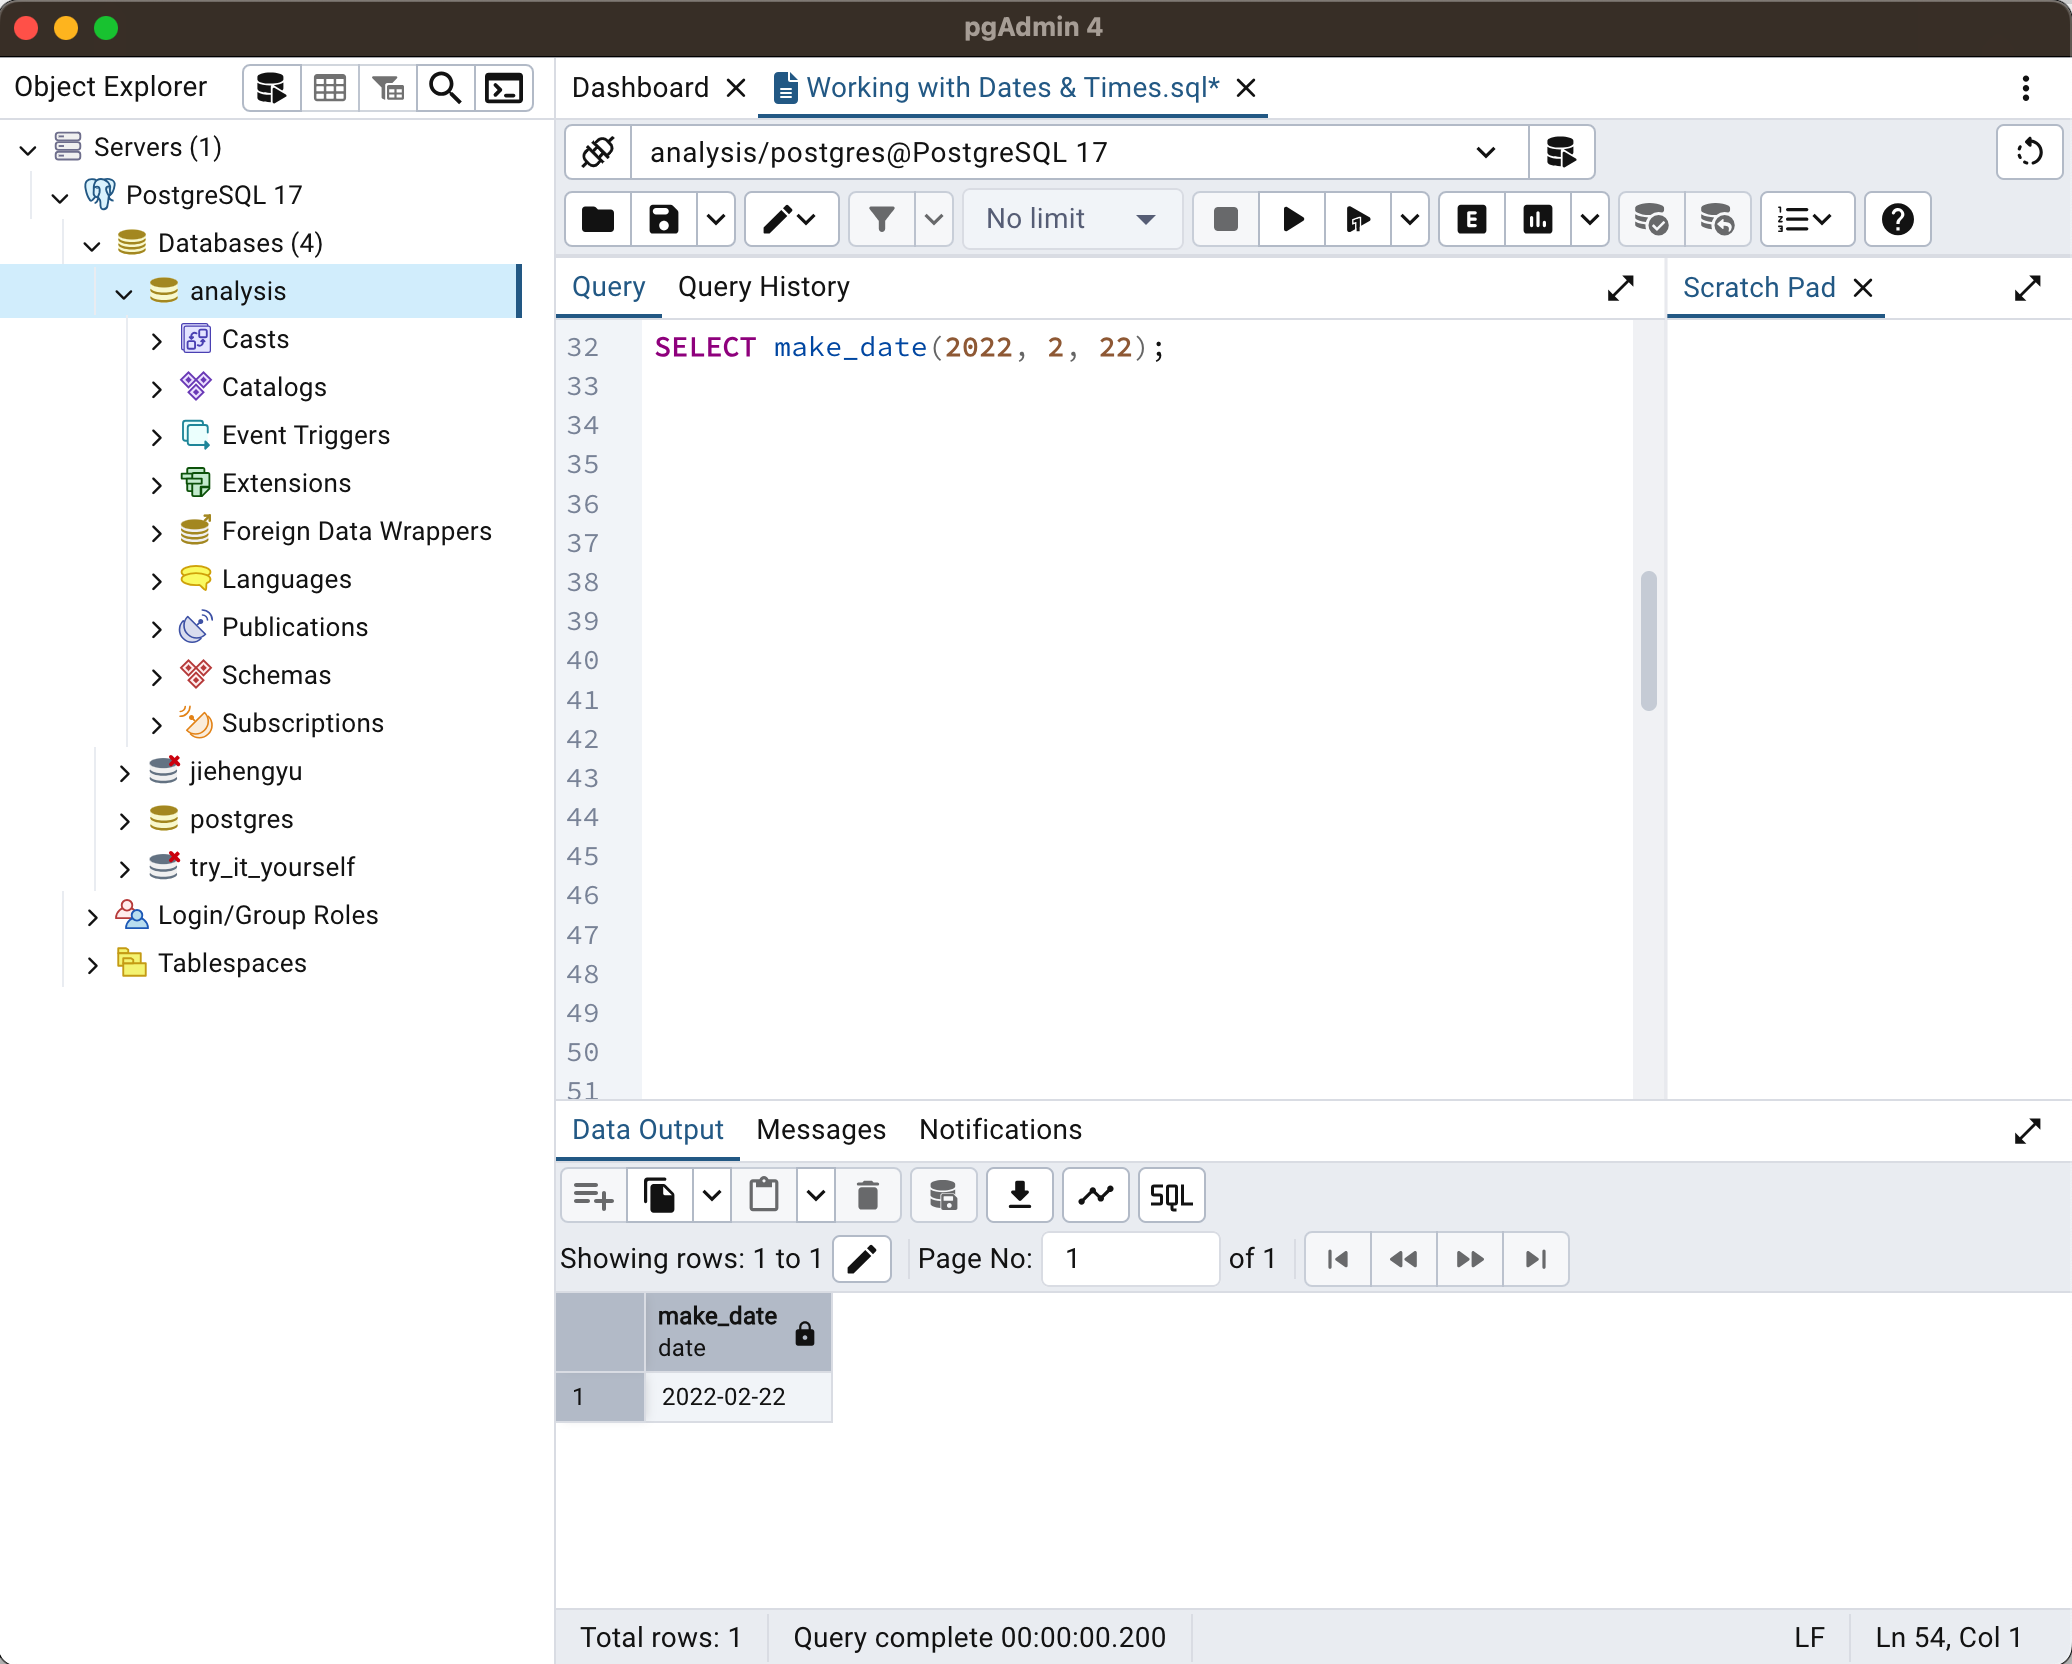 pgAdmin 4
Object Explorer
Servers (1)
PostgreSQL 17
Databases (4)
analysis
Casts
Catalogs
Event Triggers
Extensions
Foreign Data Wrappers
Languages
Publications
Schemas
Subscriptions
jiehengyu
postgres
try_it_yourself
Login/Group Roles
Tablespaces
Dashboard
Working with Dates & Times.sql*
analysis/postgres@PostgreSQL 17
No limit
E
Query
Query History
Scratch Pad
32 SELECT make_date(2022, 2, 22);
33
34
35
36
37
38
39
40
41
42
43
44
45
46
47
48
49
50
51
Data Output
Messages
Notifications
SQL
Showing rows: 1 to 1
Page No: 1 of 1
make_date
date
1 2022-02-22
Total rows: 1
Query complete 00:00:00.200
LF
Ln 54, Col 1